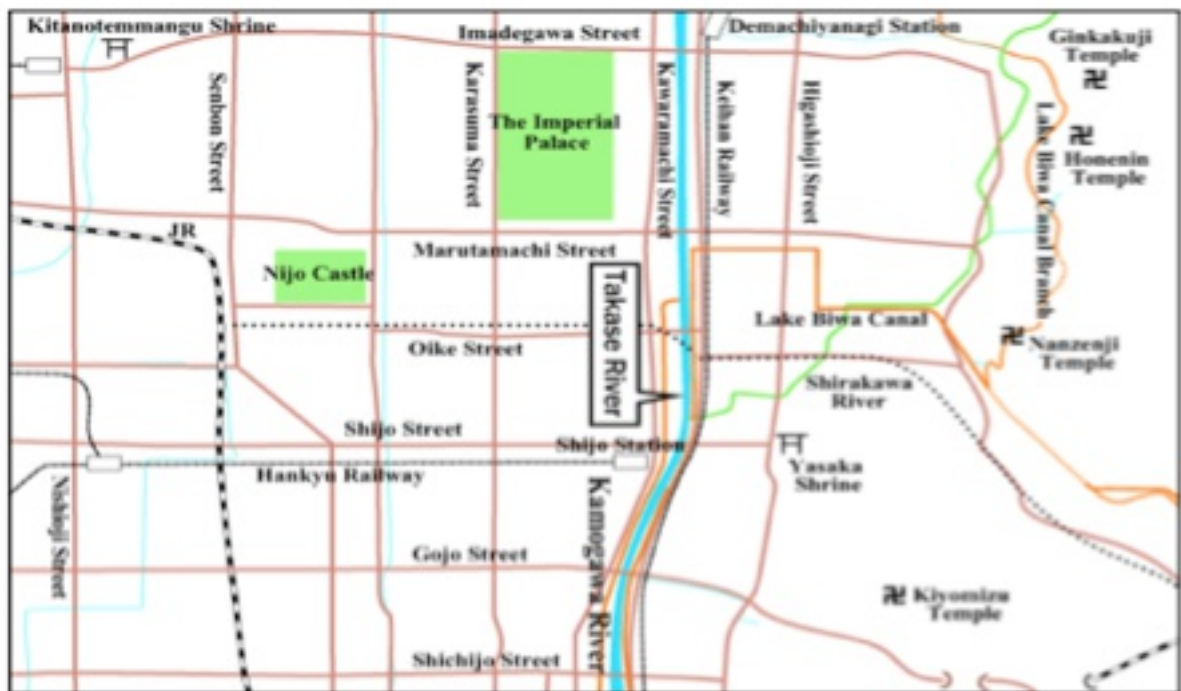 Kitanotemmangu Shrine
Imadegawa Street
Demachiyanagi Station
Ginkakuji
Temple
Senbon Street
Karasuma Street
The Imperial
Palace
Kawaramachi Street
Keihan Railway
Higashioji Street
Lake Biwa Canal Branch
Honenin
Temple
JR
Marutamachi Street
Nijo Castle
Takase River
Lake Biwa Canal
Oike Street
Nanzenji
Temple
Shirakawa
River
Shijo Street
Shijo Station
Hankyu Railway
Yasaka
Shrine
Nishioji Street
Kamogawa River
Gojo Street
Kiyomizu
Temple
Shichijo Street